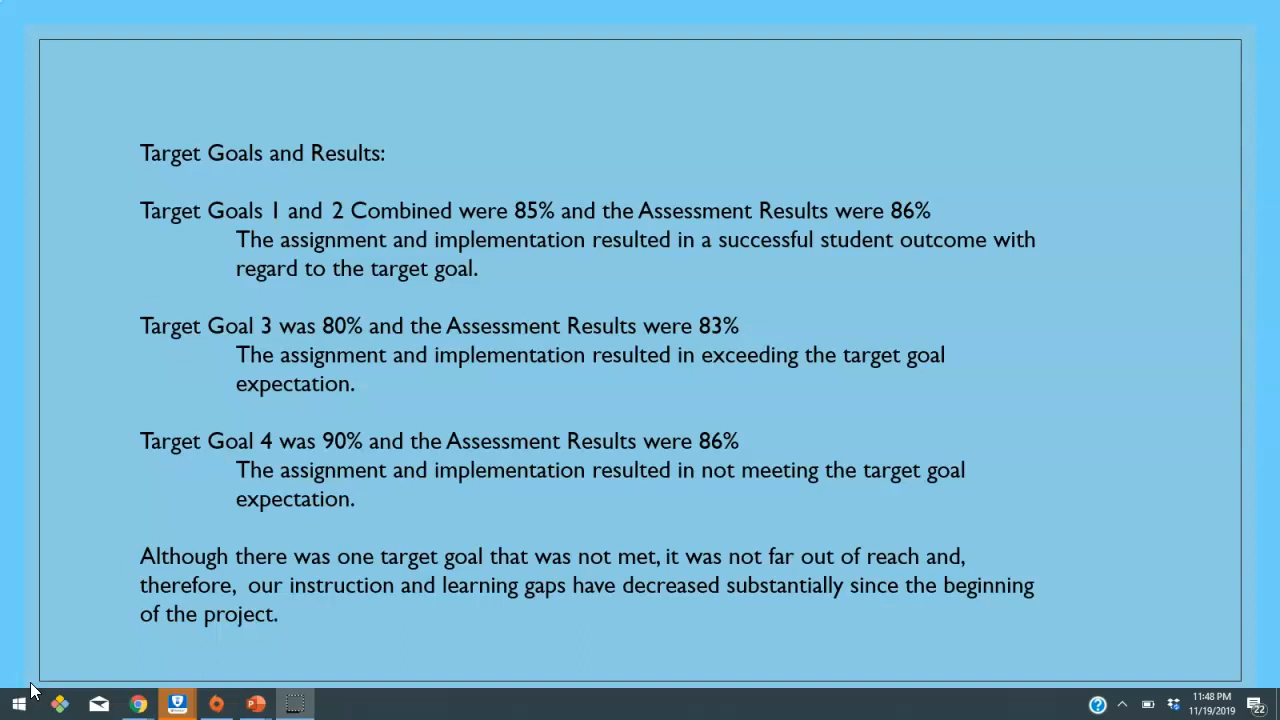 Target Goals and Results:
Target Goals 1 and 2 Combined were 85% and the Assessment Results were 86%
The assignment and implementation resulted in a successful student outcome with
regard to the target goal.
Target Goal 3 was 80% and the Assessment Results were 83%
The assignment and implementation resulted in exceeding the target goal
expectation.
Target Goal 4 was 90% and the Assessment Results were 86%
The assignment and implementation resulted in not meeting the target goal
expectation.
Although there was one target goal that was not met, it was not far out of reach and,
therefore, our instruction and learning gaps have decreased substantially since the beginning
of the project.
11:48 PM
11/19/2019
22